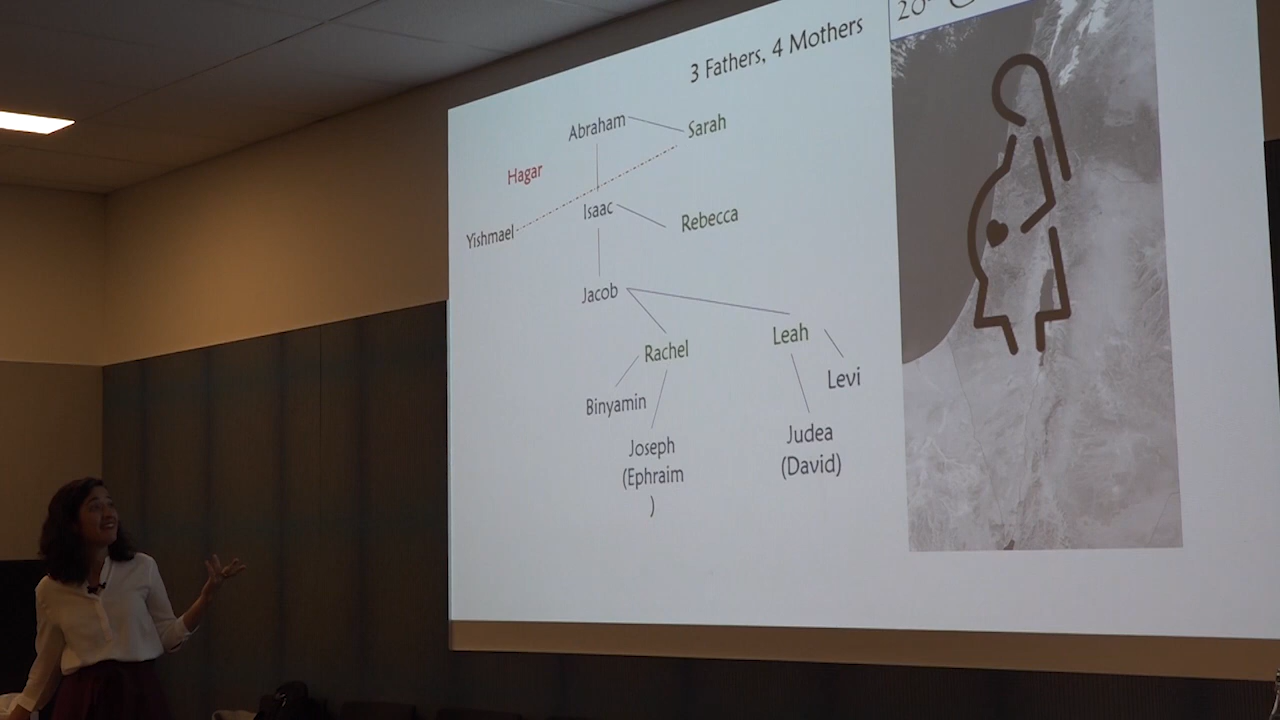 3 Fathers, 4 Mothers
20
Abraham
Sarah
Hagar
Isaac
Rebecca
Yishmael
Jacob
Rachel
Leah
Binyamin
Levi
Joseph
(Ephraim
)
Judea
(David)